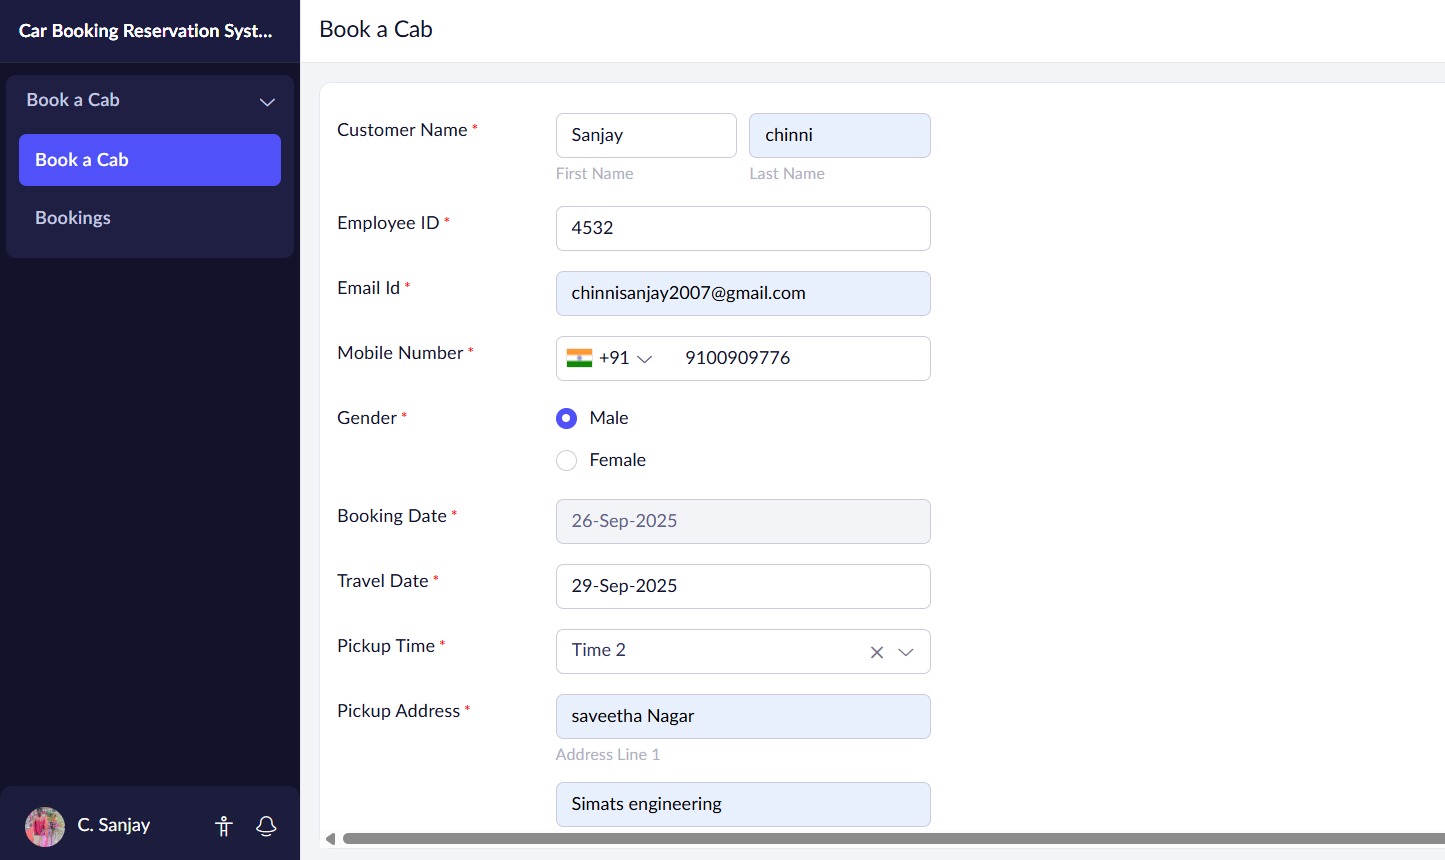 Car Booking Reservation Syst...
Book a Cab
Book a Cab
Bookings
C. Sanjay
Book a Cab
Customer Name *
Sanjay chinni
First Name Last Name
Employee ID *
4532
Email Id *
chinnisanjay2007@gmail.com
Mobile Number *
+91 9100909776
Gender *
Male
Female
Booking Date *
26-Sep-2025
Travel Date *
29-Sep-2025
Pickup Time *
Time 2
Pickup Address *
saveetha Nagar
Address Line 1
Simats engineering